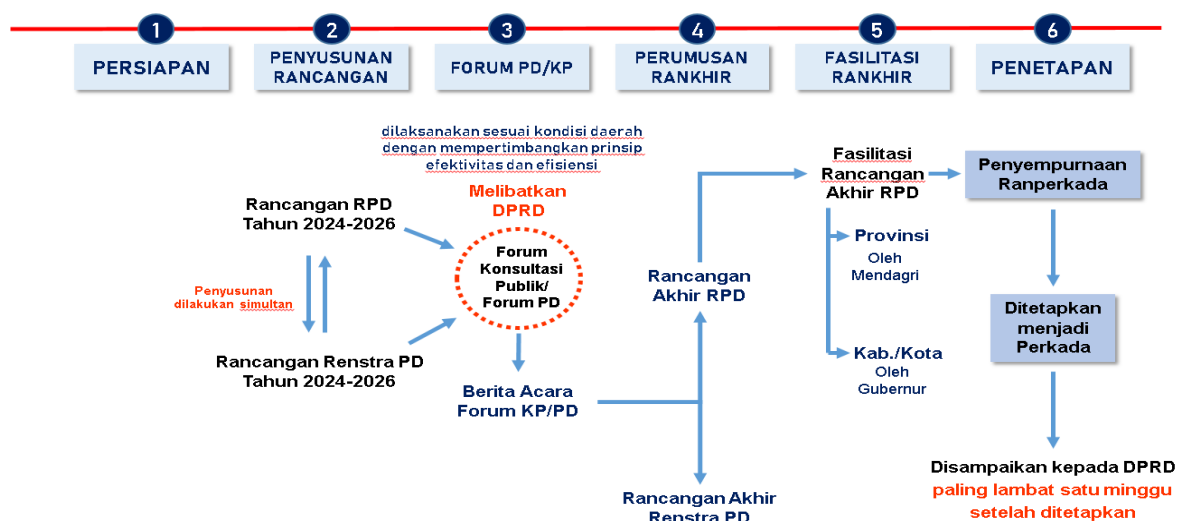 1
PERSIAPAN
2
PENYUSUNAN
RANCANGAN
3
FORUM PD/KP
4
PERUMUSAN
RANKHIR
5
FASILITASI
RANKHIR
6
PENETAPAN
dilaksanakan sesuai kondisi daerah
dengan mempertimbangkan prinsip
efektivitas dan efisiensi
Melibatkan
DPRD
Rancangan RPD
Tahun 2024-2026
Penyusunan
dilakukan simultan
Rancangan Renstra PD
Tahun 2024-2026
Forum
Konsultasi
Publik/
Forum PD
Berita Acara
Forum KP/PD
Rancangan
Akhir RPD
Rancangan Akhir
Renstra PD
Fasilitasi
Rancangan
Akhir RPD
Provinsi
Oleh
Mendagri
Kab./Kota
Oleh
Gubernur
Penyempurnaan
Ranperkada
Ditetapkan
menjadi
Perkada
Disampaikan kepada DPRD
paling lambat satu minggu
setelah ditetapkan